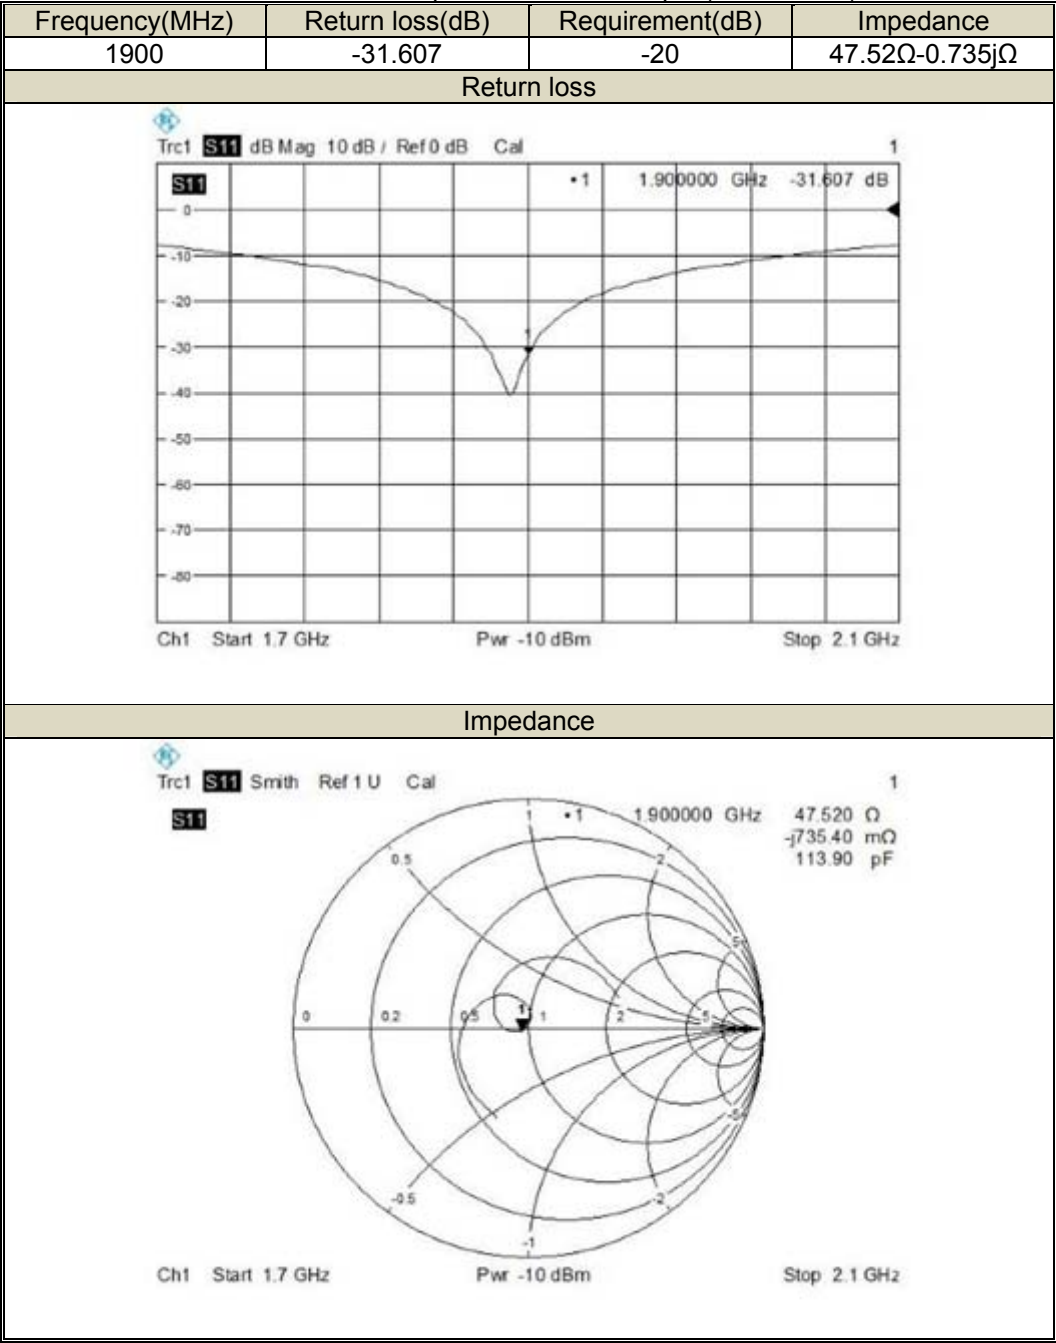 Frequency(MHz) Return loss(dB) Requirement(dB) Impedance
1900 -31.607 -20 47.52Ω-0.735jΩ
Return loss
Trc1 S11 dB Mag 10 dB / Ref 0 dB Cal 1
S11 •1 1.900000 GHz -31.607 dB
0
-10
-20
1
-30
-40
-50
-60
-70
-80
Ch1 Start 1.7 GHz Pwr -10 dBm Stop 2.1 GHz
Impedance
Trc1 S11 Smith Ref 1 U Cal 1
S11 1 •1 1.900000 GHz 47.520 Ω
-j735.40 mΩ
113.90 pF
0.5 2
5
0 0.2 0.5 1 1 2 5
-5
-0.5 -2
-1
Ch1 Start 1.7 GHz Pwr -10 dBm Stop 2.1 GHz